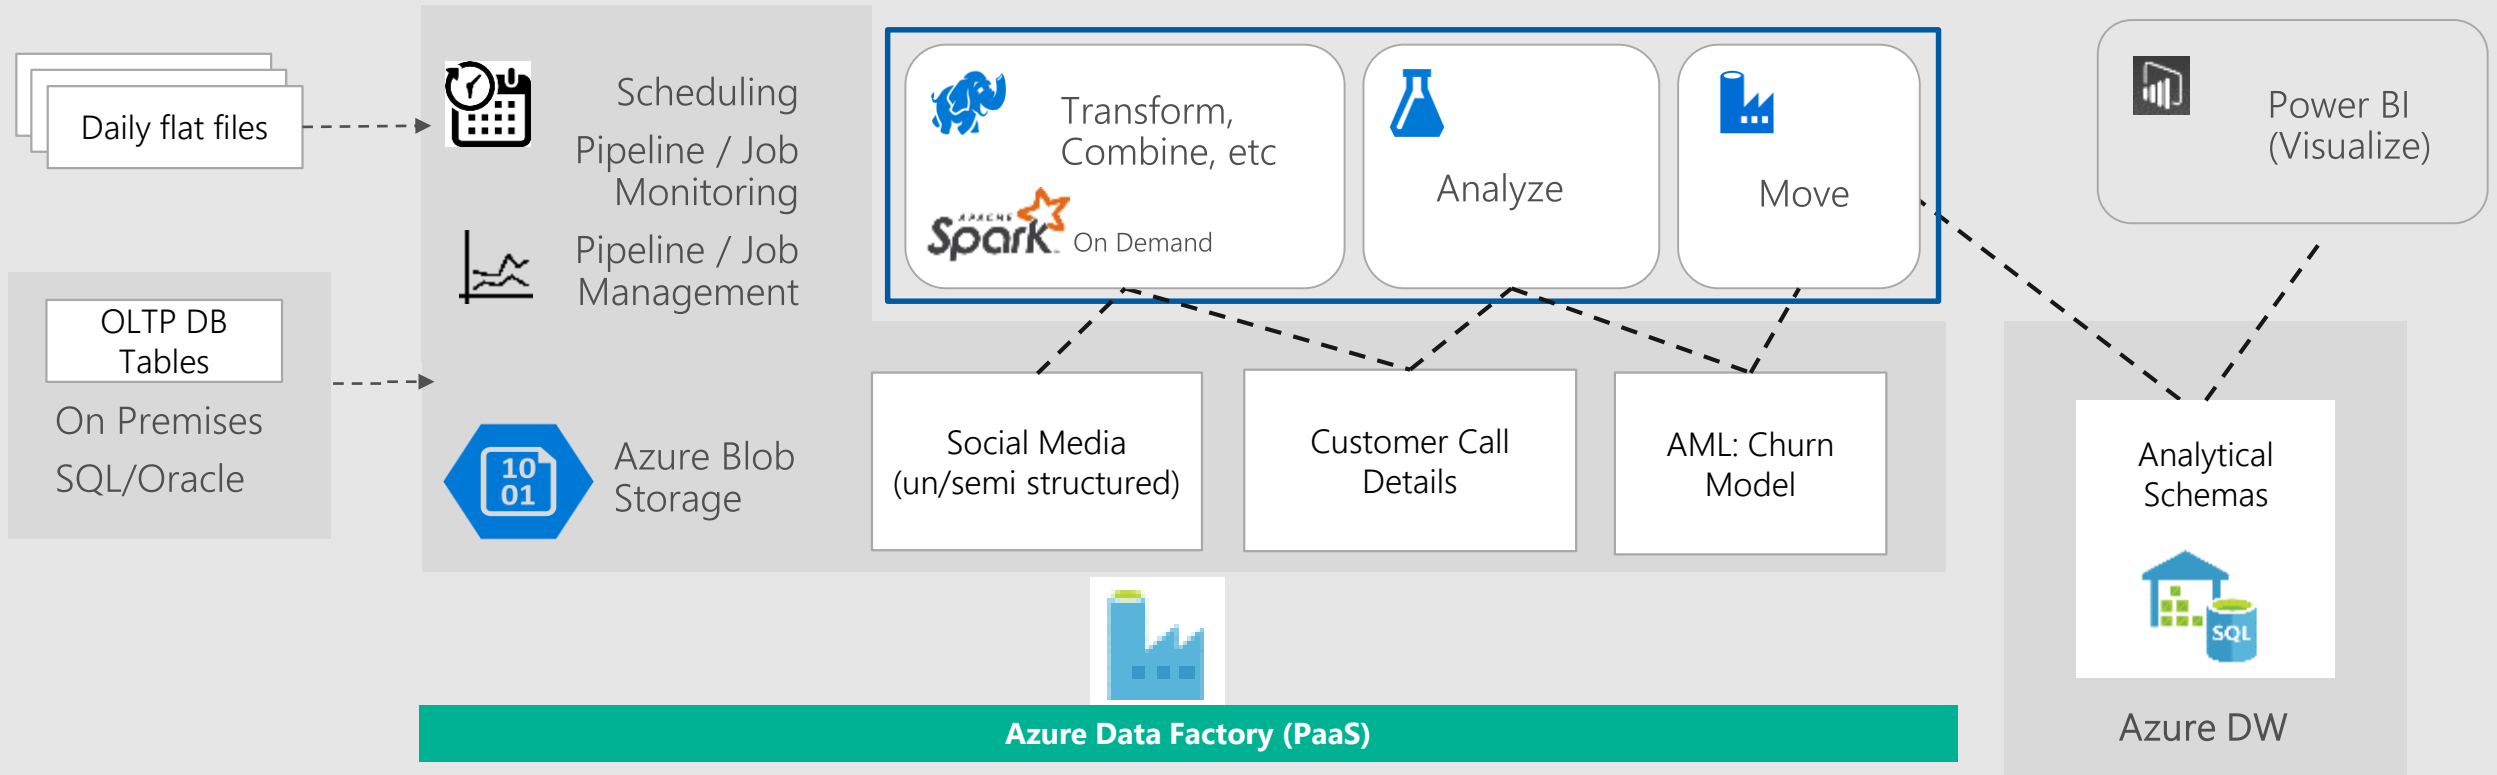 Daily flat files
OLTP DB
Tables
On Premises
SQL/Oracle
Scheduling
Pipeline / Job
Monitoring
Pipeline / Job
Management
10
01
Azure Blob
Storage
Transform,
Combine, etc
APACHE
Spark
On Demand
Analyze
Move
Social Media
(un/semi structured)
Customer Call
Details
AML: Churn
Model
Azure Data Factory (PaaS)
Power BI
(Visualize)
Analytical
Schemas
SQL
Azure DW